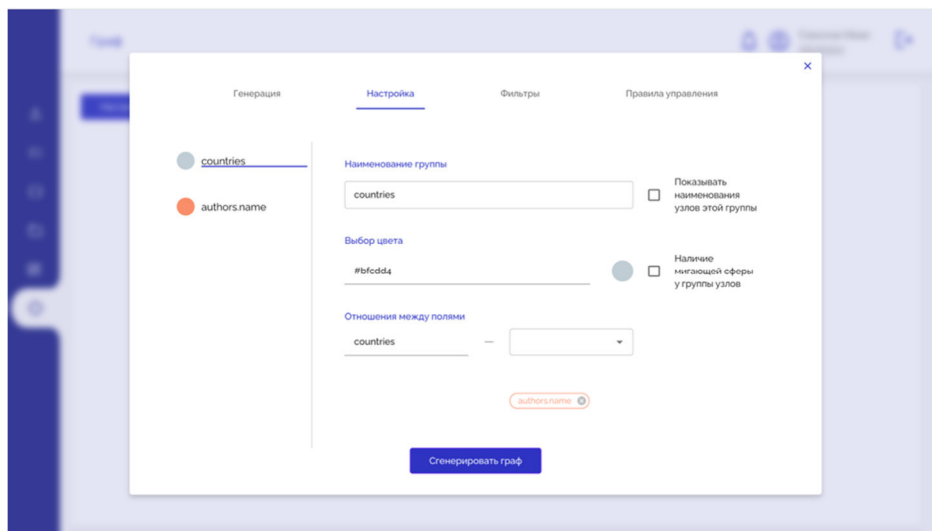 Граф
Генерация
Настройка
Фильтры
Правила управления
countries
authors.name
Наименование группы
countries
Показывать
наименования
узлов этой группы
Выбор цвета
#bfcdd4
Наличие
мигающей сферы
у группы узлов
Отношения между полями
countries
—
authors.name
Сгенерировать граф